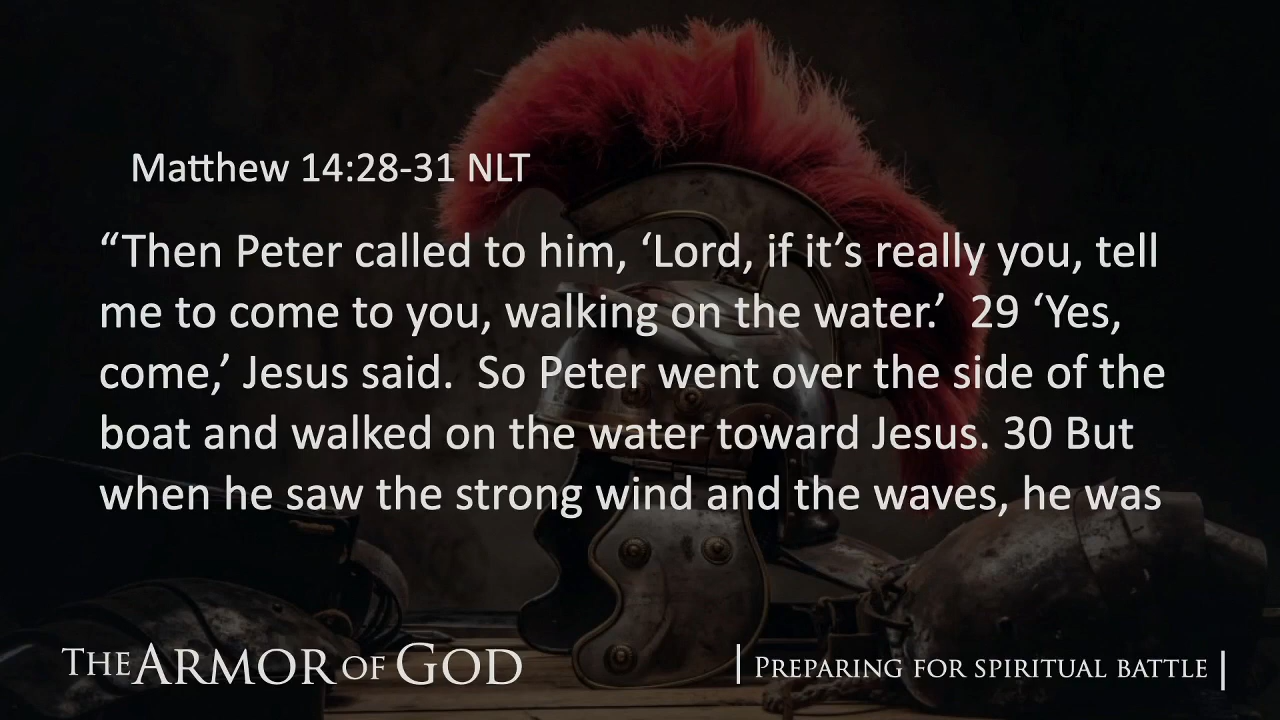 Matthew 14:28-31 NLT
“Then Peter called to him, ‘Lord, if it’s really you, tell
me to come to you, walking on the water.’  29 ‘Yes,
come,’ Jesus said.  So Peter went over the side of the
boat and walked on the water toward Jesus. 30 But
when he saw the strong wind and the waves, he was
THE ARMOR OF GOD
| PREPARING FOR SPIRITUAL BATTLE |